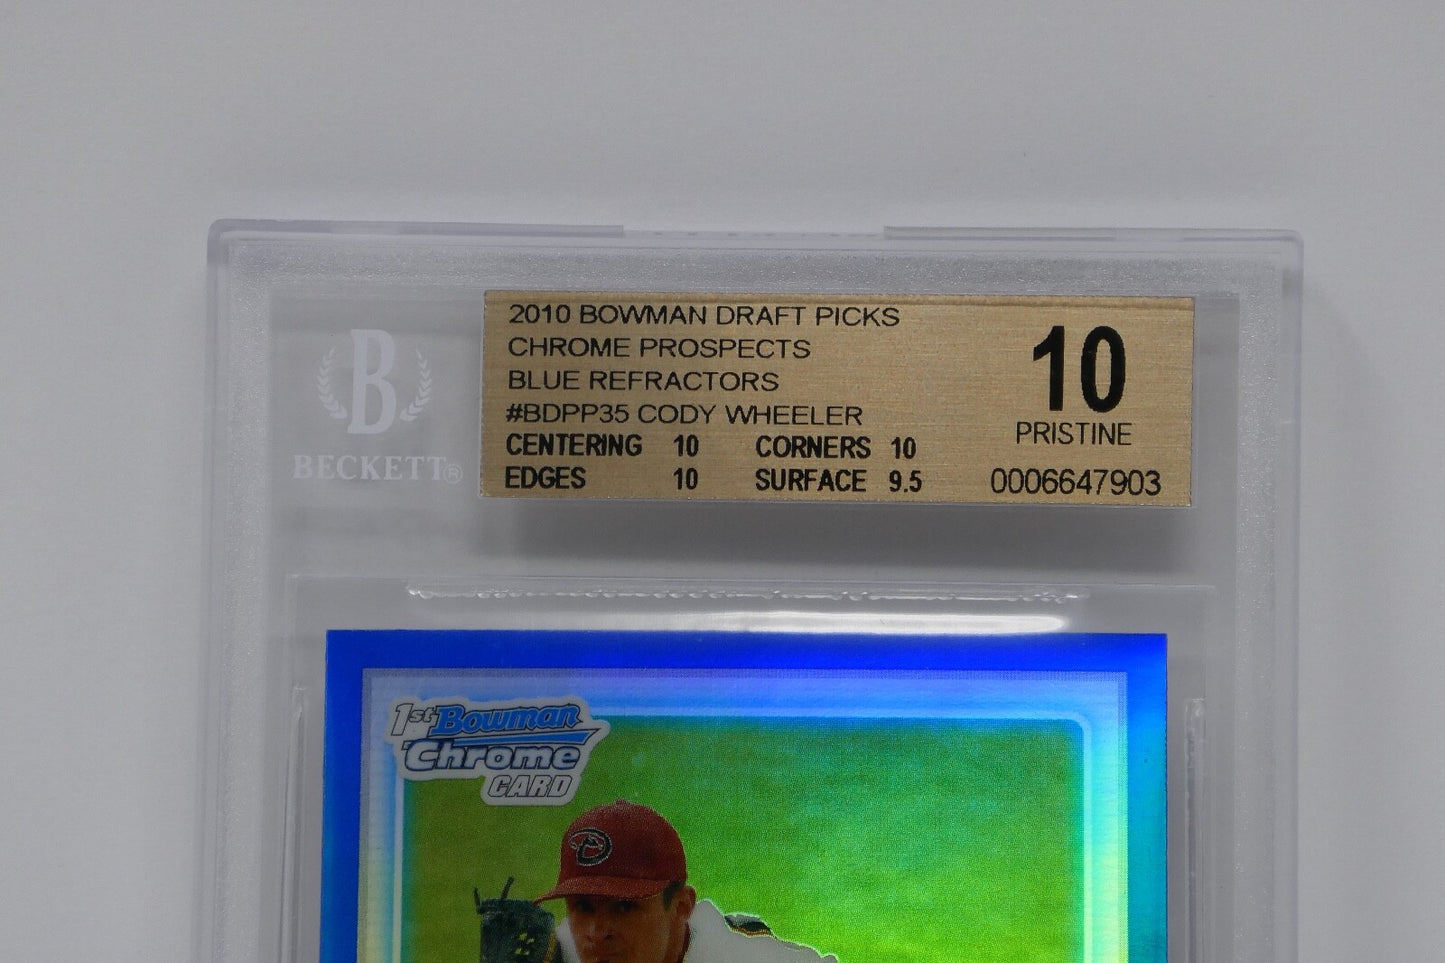 2010 BOWMAN DRAFT PICKS
CHROME PROSPECTS
BLUE REFRACTORS
#BDPP35 CODY WHEELER
CENTERING 10 CORNERS 10
EDGES 10 SURFACE 9.5
10
PRISTINE
0006647903
B
BECKETT®
1st Bowman
Chrome
CARD